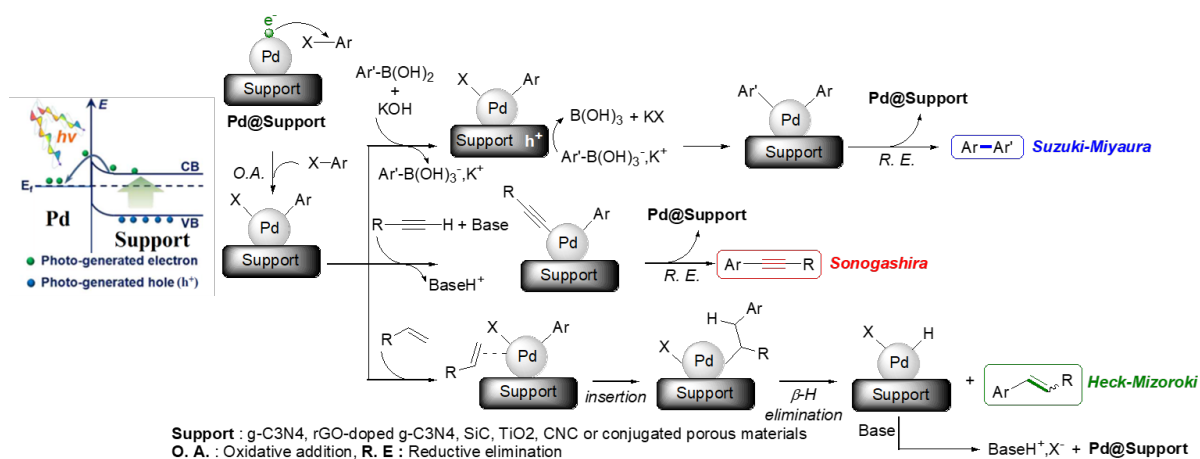 e⁻
X—Ar
Pd
Support
Pd@Support
hν
E
CB
E_f
VB
Pd
Support
Photo-generated electron
Photo-generated hole (h⁺)
O.A.
X—Ar
X
Ar
Pd
Support
Ar'-B(OH)₂
+
KOH
Ar'-B(OH)₃⁻,K⁺
X
Ar
Pd
Support h⁺
B(OH)₃ + KX
Ar'-B(OH)₃⁻,K⁺
Ar'
Ar
Pd
Support
Pd@Support
R. E.
Ar–Ar'
Suzuki-Miyaura
R
H + Base
BaseH⁺
R
Ar
Pd
Support
Pd@Support
R. E.
Ar
R
Sonogashira
R
X
Ar
R
Pd
Support
insertion
H
Ar
X
R
Pd
Support
β-H
elimination
X
H
Pd
Support
+
Ar
R
Heck-Mizoroki
Base
BaseH⁺,X⁻ + Pd@Support
Support : g-C3N4, rGO-doped g-C3N4, SiC, TiO2, CNC or conjugated porous materials
O. A. : Oxidative addition, R. E : Reductive elimination